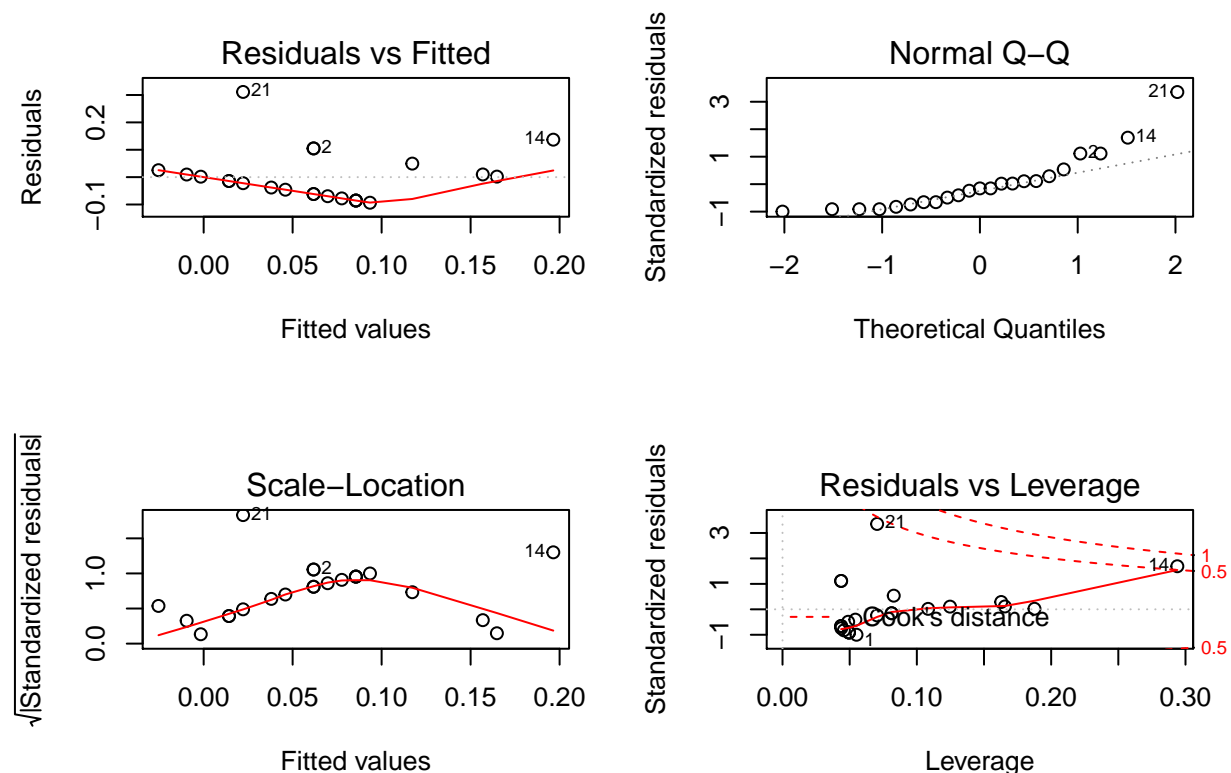 Residuals vs Fitted
Residuals
0.2
−0.1
21
2
14
0.00 0.05 0.10 0.15 0.20
Fitted values
Normal Q−Q
Standardized residuals
3
1
−1
21
14
2
−2 −1 0 1 2
Theoretical Quantiles
Scale−Location
√|Standardized residuals|
1.0
0.0
21
2
14
0.00 0.05 0.10 0.15 0.20
Fitted values
Residuals vs Leverage
Standardized residuals
3
1
−1
21
14
1
Cook's distance
1
0.5
0.5
0.00 0.10 0.20 0.30
Leverage